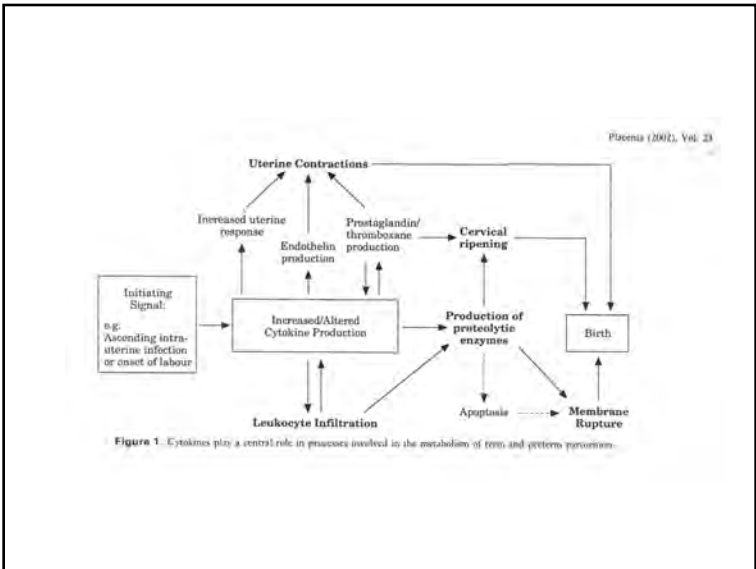 Placenta (2002), Vol. 23
Uterine Contractions
Increased uterine
response
Endothelin
production
Prostaglandin/
thromboxane
production
Cervical
ripening
Initiating
Signal:
e.g.
Ascending intra-
uterine infection
or onset of labour
Increased/Altered
Cytokine Production
Production of
proteolytic
enzymes
Birth
Leukocyte Infiltration
Apoptosis
Membrane
Rupture
Figure 1. Cytokines play a central role in processes involved in the metabolism of term and preterm parturition.